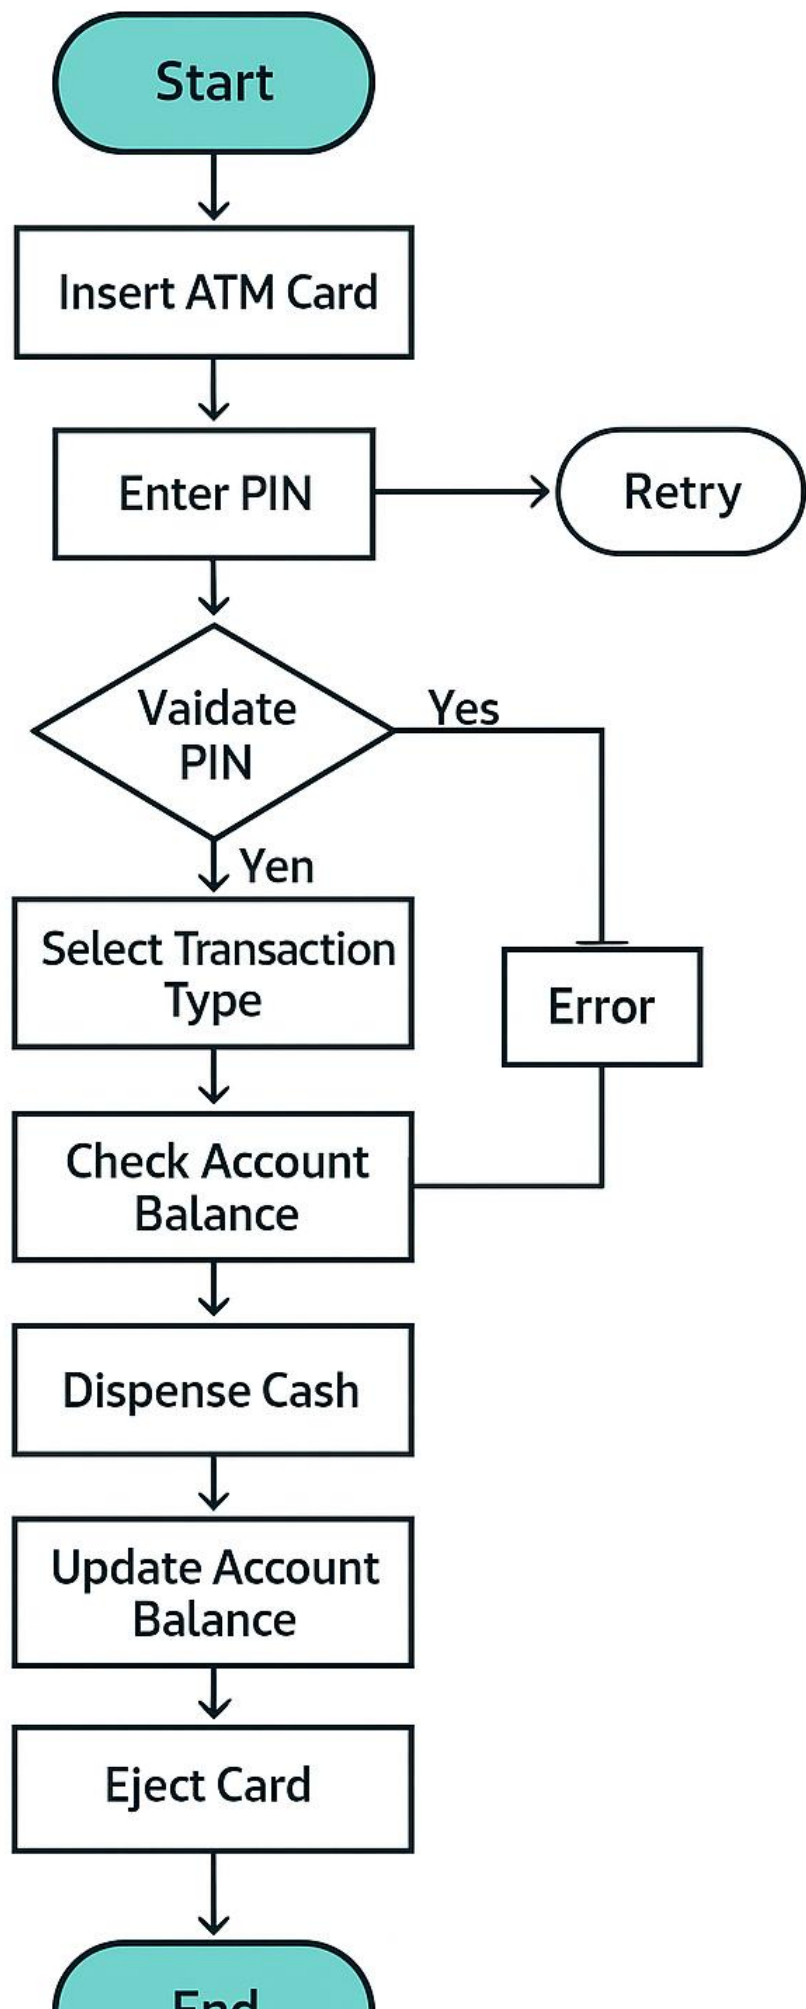 Start
Insert ATM Card
Enter PIN
Retry
Vaidate
PIN
Yes
Yen
Select Transaction
Type
Error
Check Account
Balance
Dispense Cash
Update Account
Balance
Eject Card
End